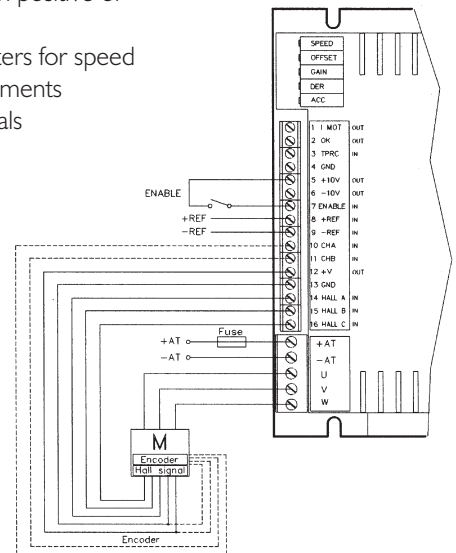 n positive or
ters for speed
ments
als
SPEED
OFFSET
GAIN
DER
ACC
1 I MOT OUT
2 OK OUT
3 TPRC IN
4 GND
5 +10V OUT
6 -10V OUT
7 ENABLE IN
8 +REF IN
9 -REF IN
10 CHA IN
11 CHB IN
12 +V OUT
13 GND
14 HALL A IN
15 HALL B IN
16 HALL C IN
+AT
-AT
U
V
W
ENABLE
+REF
-REF
Fuse
+AT
-AT
M
Encoder
Hall signal
Encoder